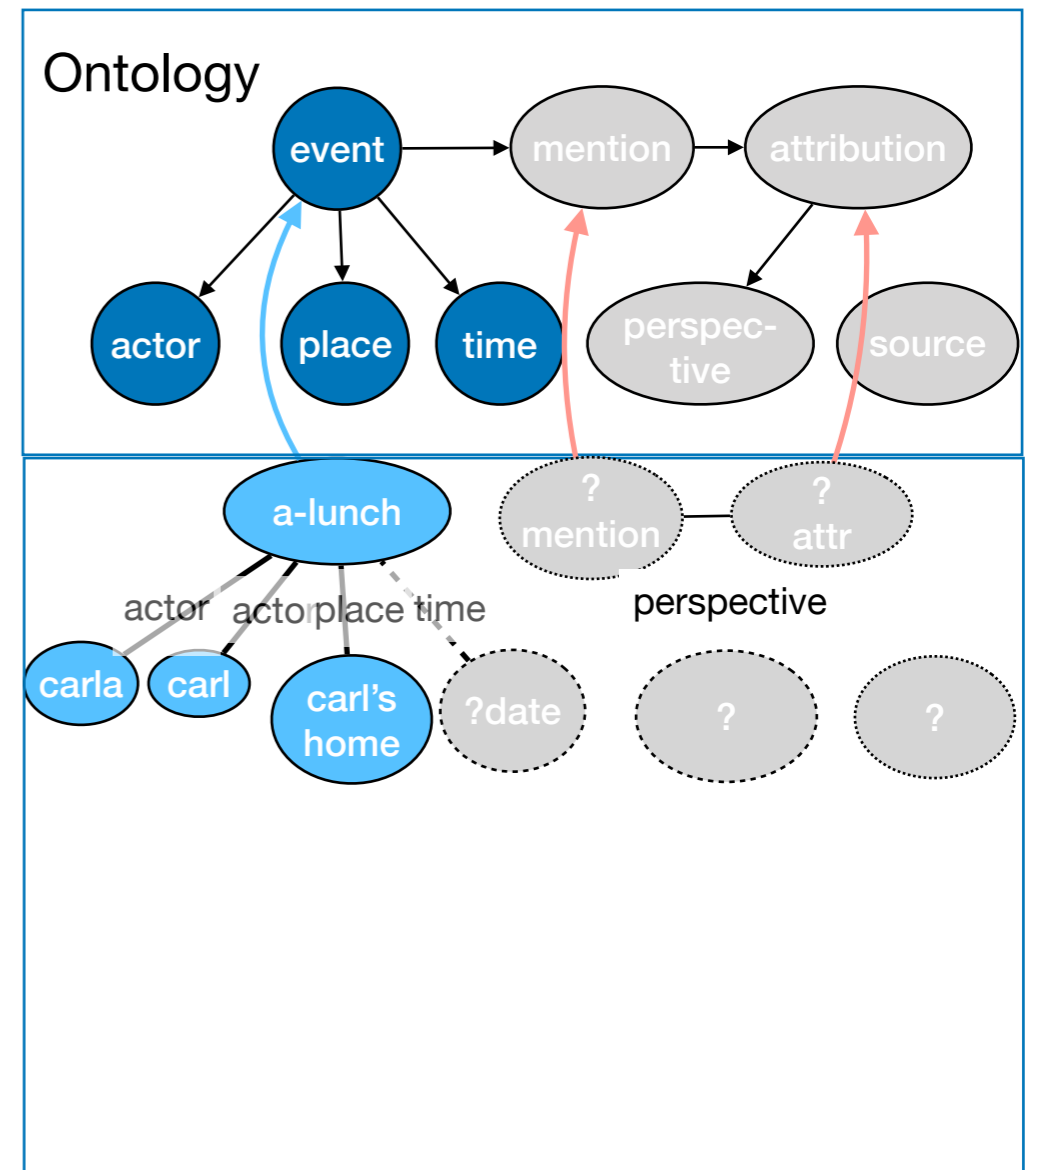 Ontology
event
mention
attribution
actor
place
time
perspec-
tive
source
a-lunch
?
mention
?
attr
actor
actor
place
time
perspective
carla
carl
carl's
home
?date
?
?